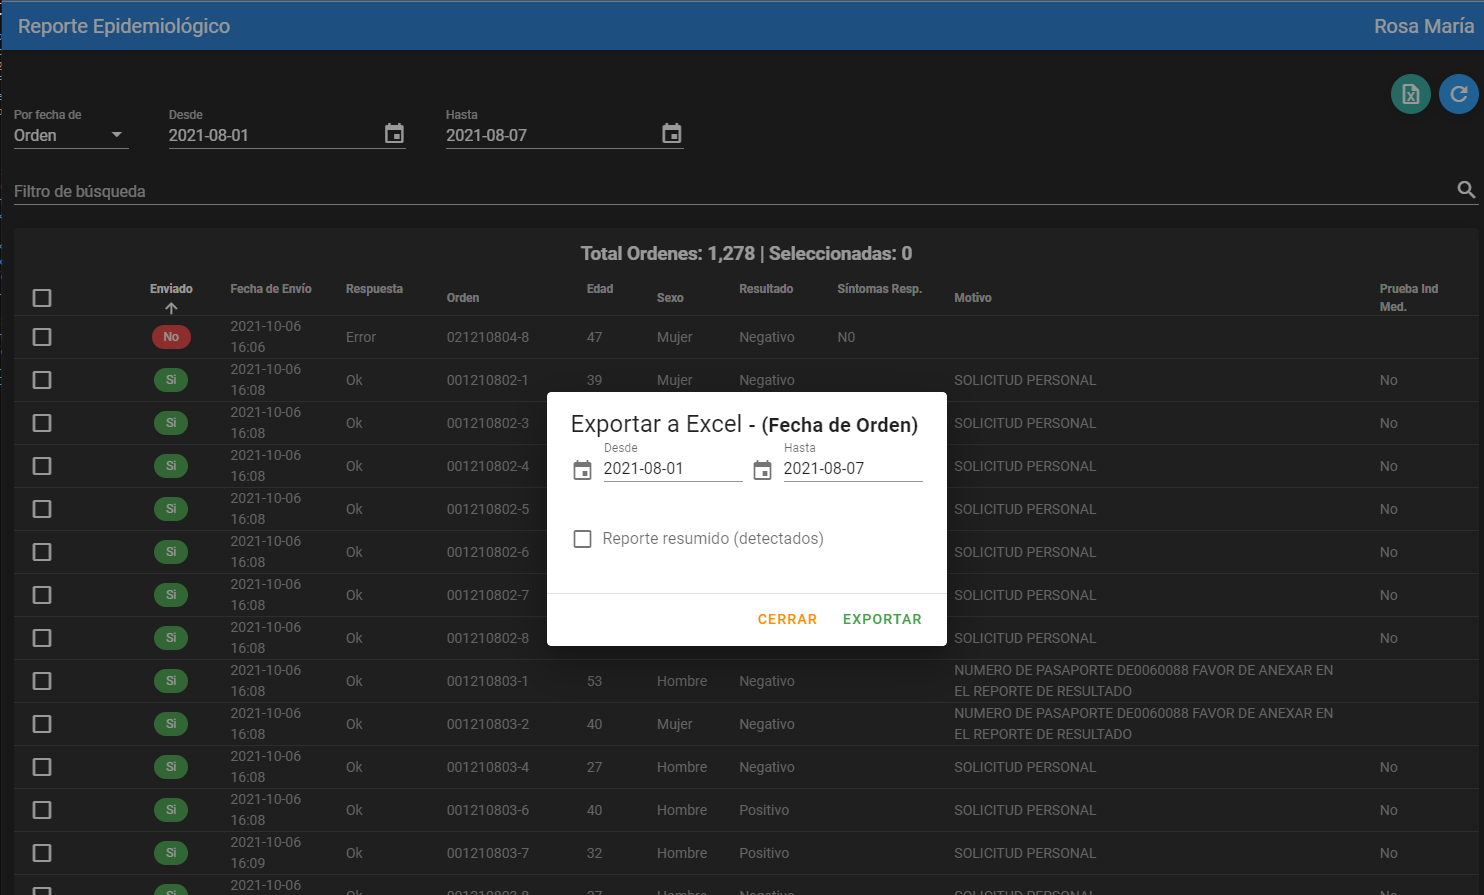 Reporte Epidemiológico
Rosa María
Por fecha de
Orden
Desde
2021-08-01
Hasta
2021-08-07
Filtro de búsqueda
Total Ordenes: 1,278 | Seleccionadas: 0
Enviado Fecha de Envío Respuesta Orden Edad Sexo Resultado Síntomas Resp. Motivo Prueba Ind
Med.
No 2021-10-06 Error 021210804-8 47 Mujer Negativo N0
16:06
Si 2021-10-06 Ok 001210802-1 39 Mujer Negativo SOLICITUD PERSONAL No
16:08
Si 2021-10-06 Ok 001210802-3 SOLICITUD PERSONAL No
16:08
Si 2021-10-06 Ok 001210802-4 SOLICITUD PERSONAL No
16:08
Si 2021-10-06 Ok 001210802-5 SOLICITUD PERSONAL No
16:08
Si 2021-10-06 Ok 001210802-6 SOLICITUD PERSONAL No
16:08
Si 2021-10-06 Ok 001210802-7 SOLICITUD PERSONAL No
16:08
Si 2021-10-06 Ok 001210802-8 SOLICITUD PERSONAL No
16:08
Si 2021-10-06 Ok 001210803-1 53 Hombre Negativo NUMERO DE PASAPORTE DE0060088 FAVOR DE ANEXAR EN
16:08 EL REPORTE DE RESULTADO
Si 2021-10-06 Ok 001210803-2 40 Mujer Negativo NUMERO DE PASAPORTE DE0060088 FAVOR DE ANEXAR EN
16:08 EL REPORTE DE RESULTADO
Si 2021-10-06 Ok 001210803-4 27 Hombre Negativo SOLICITUD PERSONAL No
16:08
Si 2021-10-06 Ok 001210803-6 40 Hombre Positivo SOLICITUD PERSONAL No
16:08
Si 2021-10-06 Ok 001210803-7 32 Hombre Positivo SOLICITUD PERSONAL No
16:09
2021-10-06
Exportar a Excel - (Fecha de Orden)
Desde
2021-08-01
Hasta
2021-08-07
Reporte resumido (detectados)
CERRAR EXPORTAR